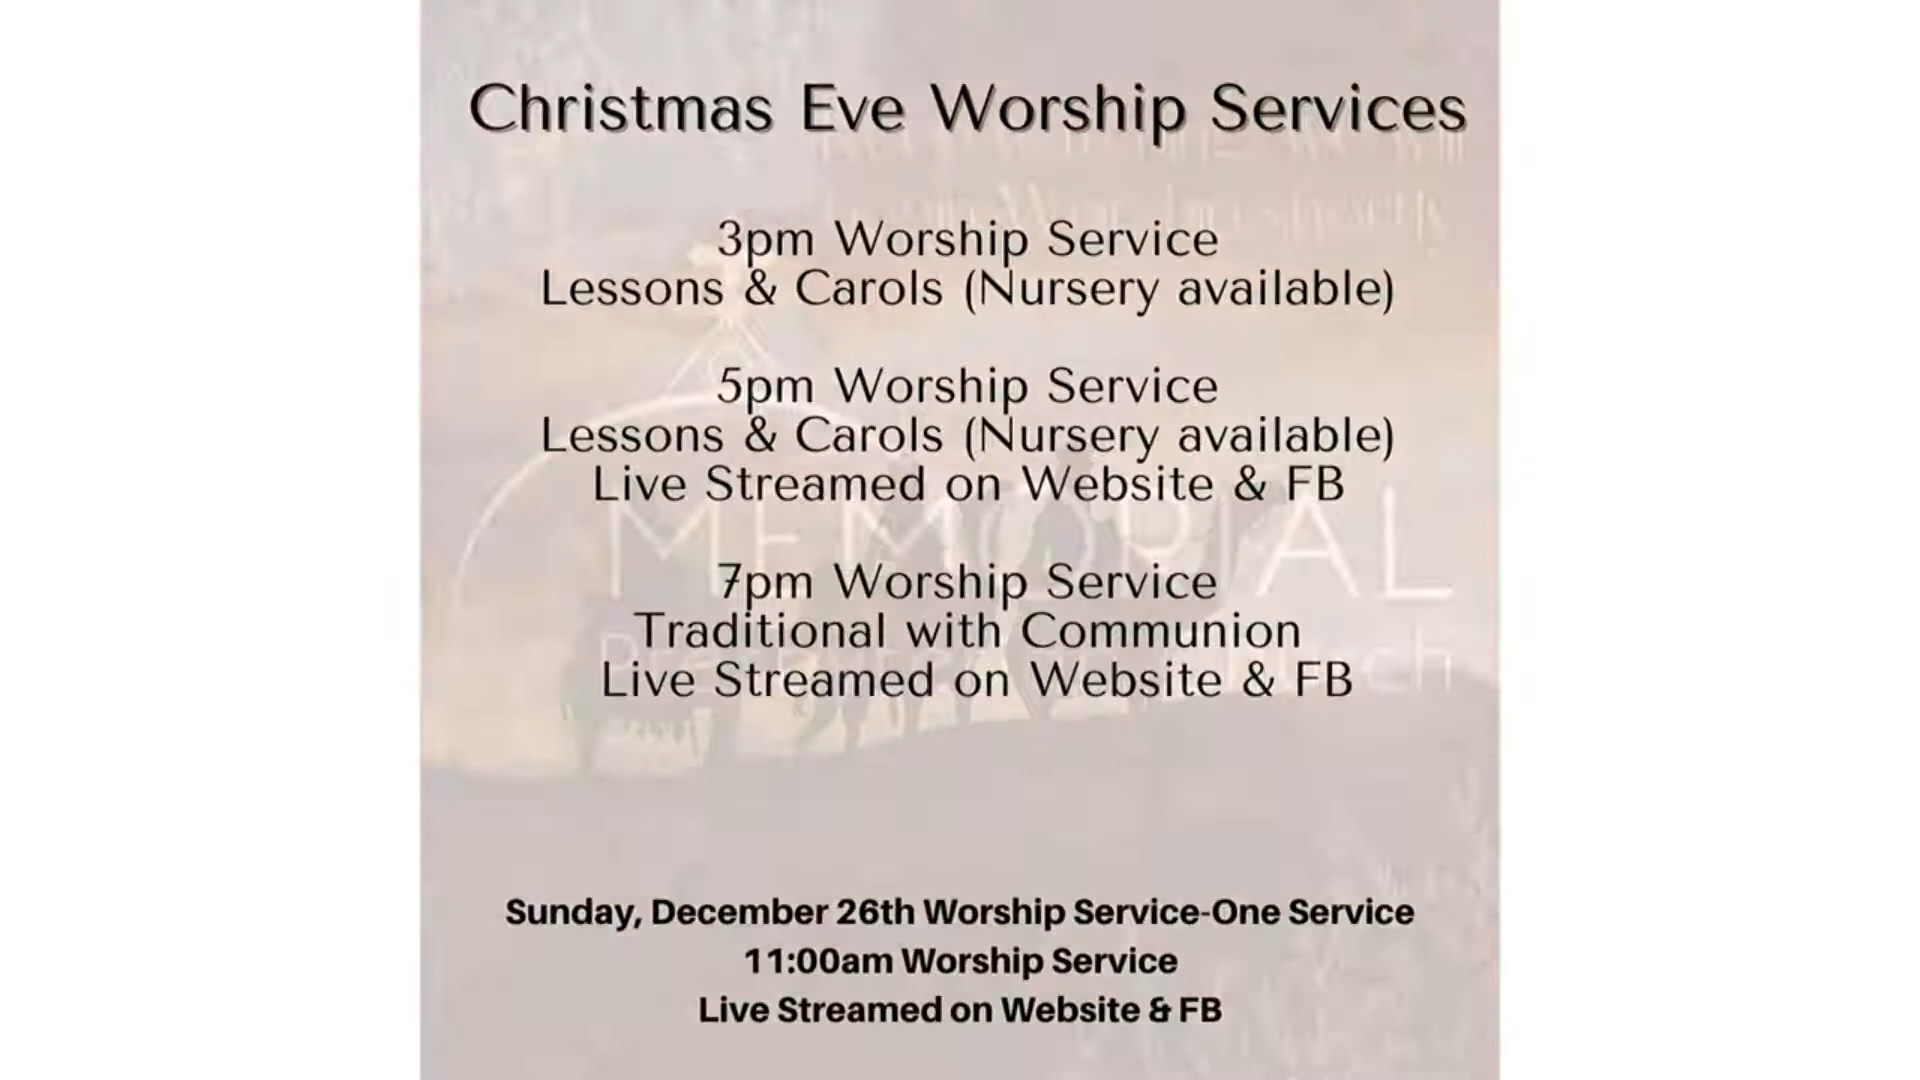 Christmas Eve Worship Services
3pm Worship Service
Lessons & Carols (Nursery available)
5pm Worship Service
Lessons & Carols (Nursery available)
Live Streamed on Website & FB
MEMORIAL
7pm Worship Service
Traditional with Communion
Live Streamed on Website & FB
Sunday, December 26th Worship Service-One Service
11:00am Worship Service
Live Streamed on Website & FB